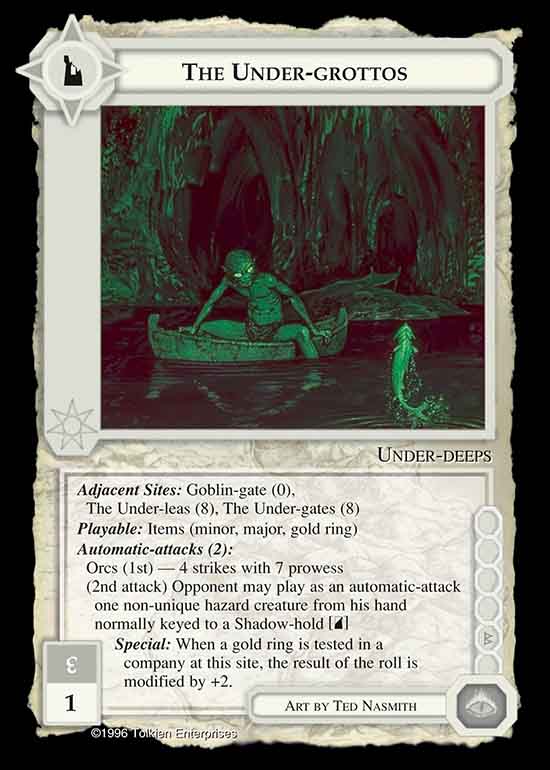 THE UNDER-GROTTOS
UNDER-DEEPS
Adjacent Sites: Goblin-gate (0),
The Under-leas (8), The Under-gates (8)
Playable: Items (minor, major, gold ring)
Automatic-attacks (2):
Orcs (1st) — 4 strikes with 7 prowess
(2nd attack) Opponent may play as an automatic-attack
one non-unique hazard creature from his hand
normally keyed to a Shadow-hold [ ]
Special: When a gold ring is tested in a
company at this site, the result of the roll is
modified by +2.
1
ART BY TED NASMITH
©1996 Tolkien Enterprises